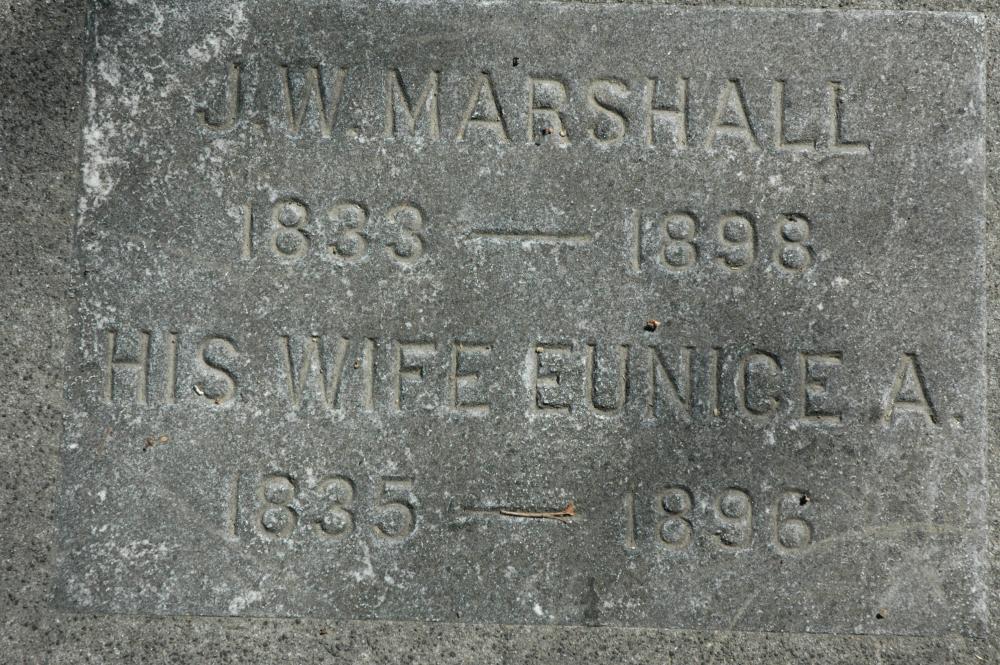 J.W. MARSHALL
1833 — 1898
HIS WIFE EUNICE A.
1835 — 1896